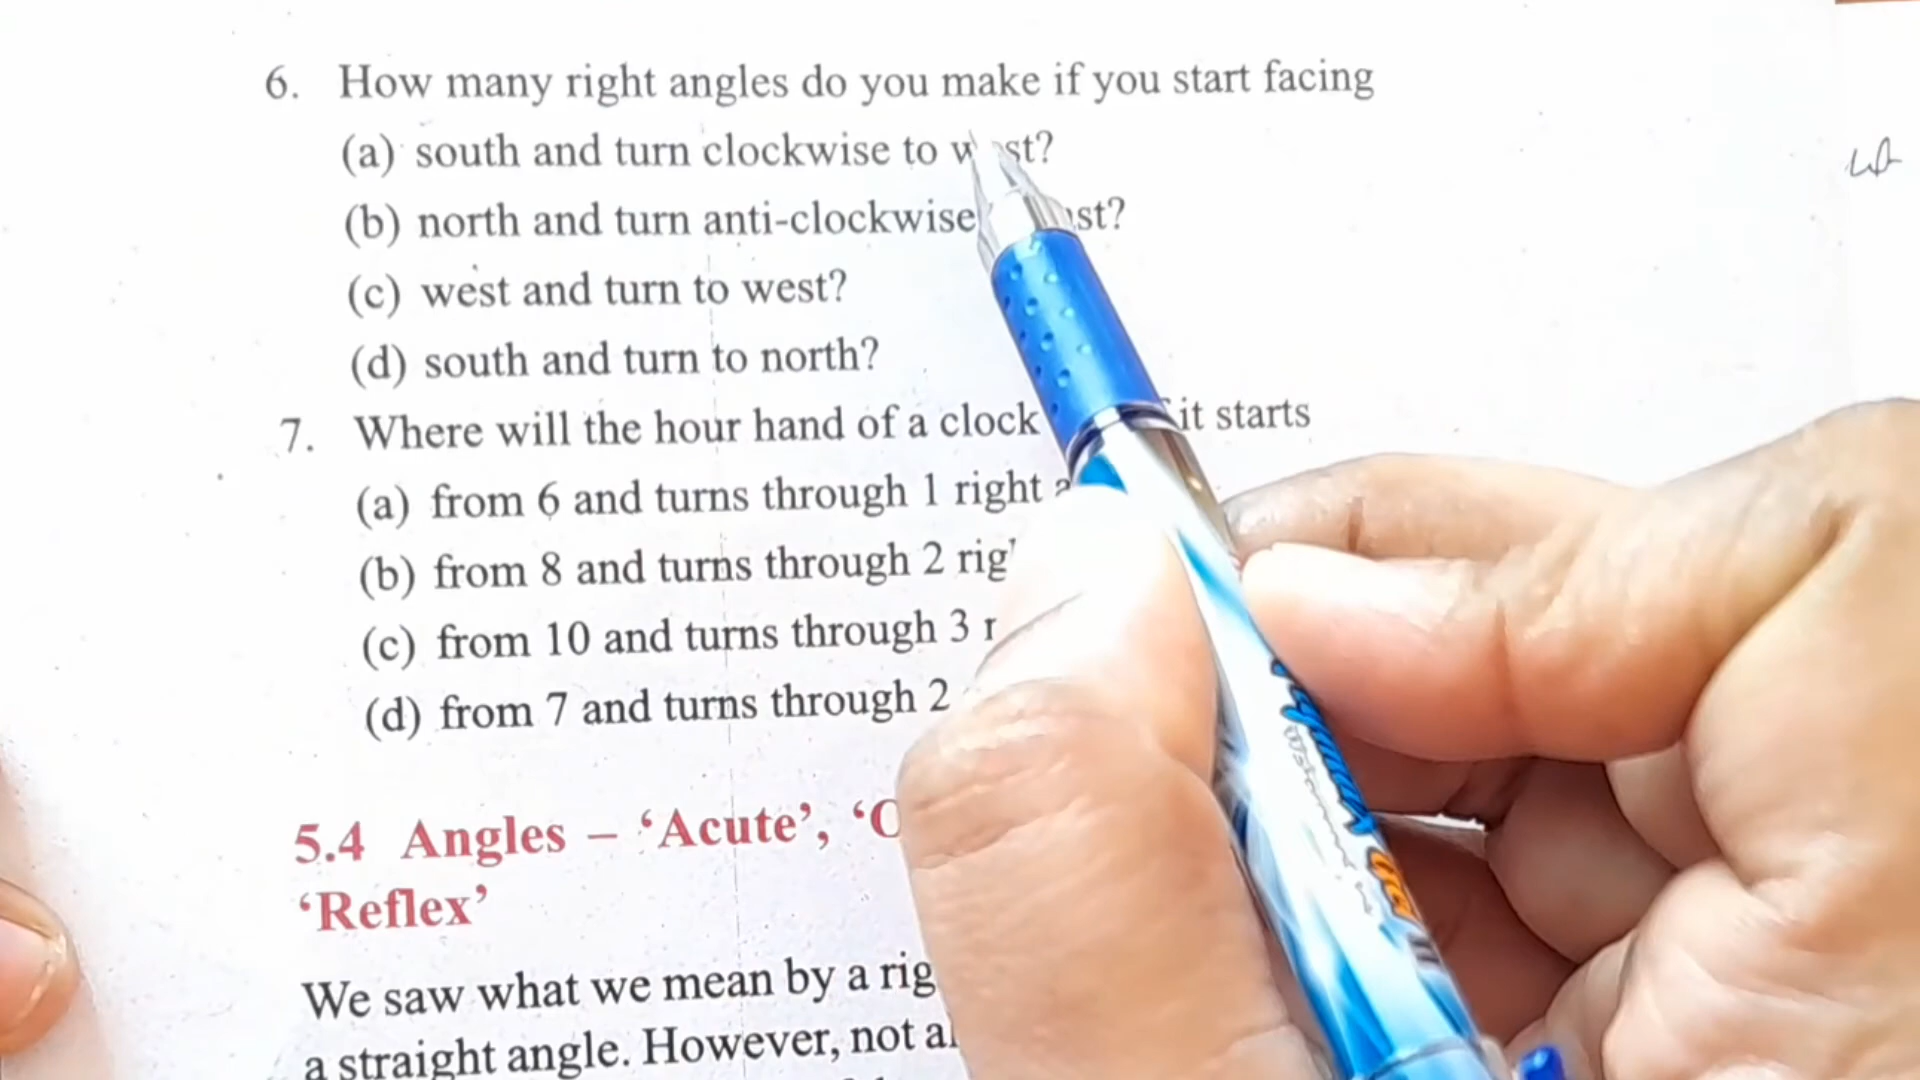 6. How many right angles do you make if you start facing
(a) south and turn clockwise to west?
(b) north and turn anti-clockwise
(c) west and turn to west?
(d) south and turn to north?
7. Where will the hour hand of a clock it starts
(a) from 6 and turns through 1 right
(b) from 8 and turns through 2
(c) from 10 and turns through 3
(d) from 7 and turns through 2
5.4 Angles – ‘Acute’,
‘Reflex’
We saw what we mean by a
a straight angle. However, not